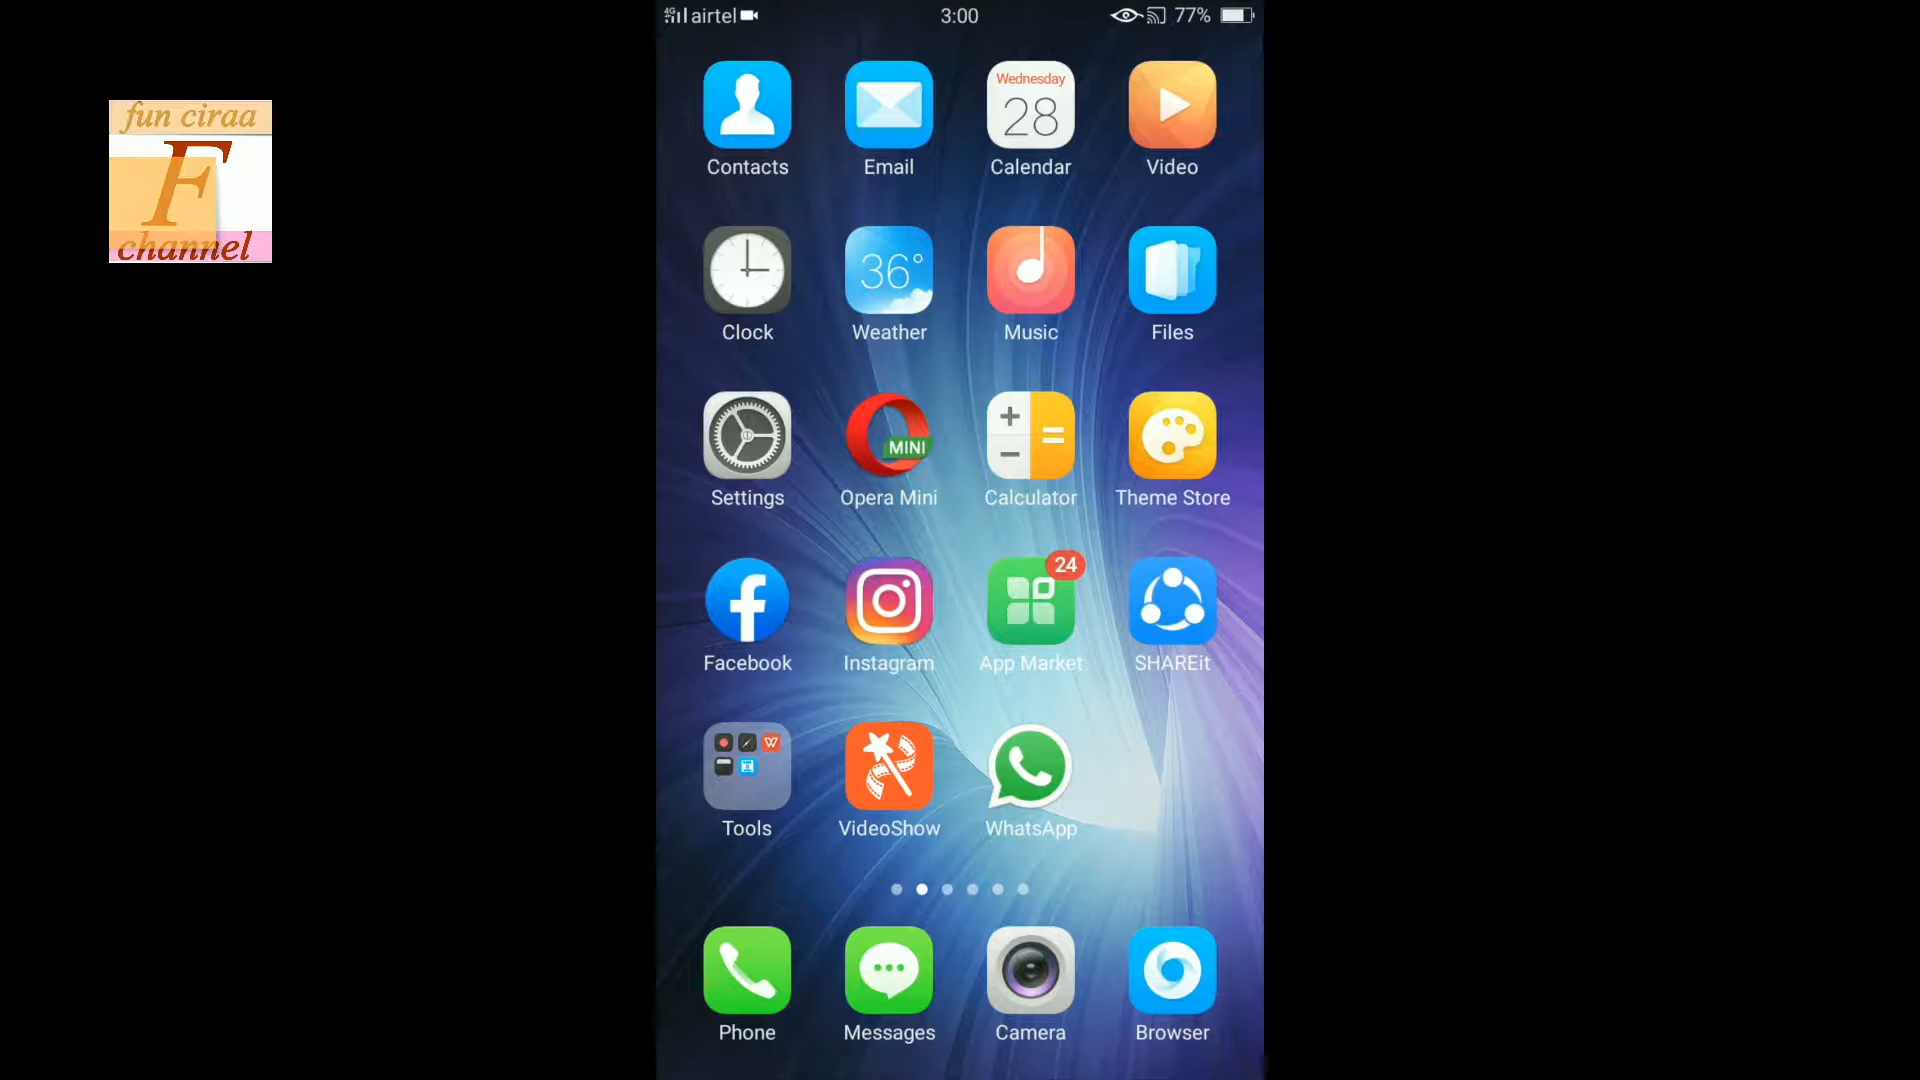 4G airtel 3:00 77%
fun ciraa
F
channel
Wednesday
28
Contacts Email Calendar Video
36°
Clock Weather Music Files
MINI
Settings Opera Mini Calculator Theme Store
24
Facebook Instagram App Market SHAREit
Tools VideoShow WhatsApp
Phone Messages Camera Browser